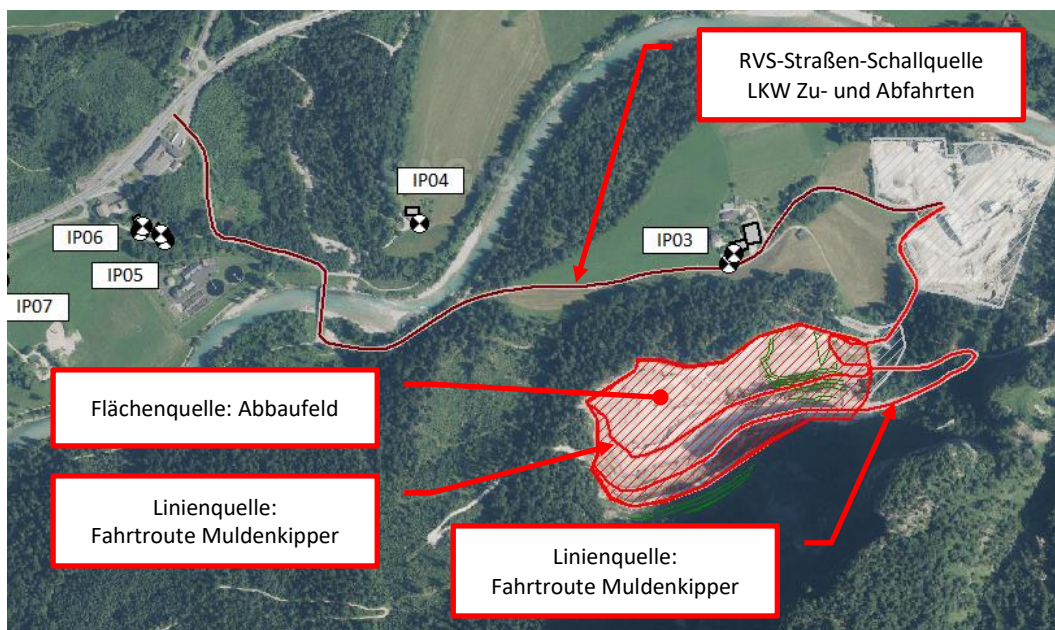 RVS-Straßen-Schallquelle
LKW Zu- und Abfahrten
IP04
IP03
IP06
IP05
IP07
Flächenquelle: Abbaufeld
Linienquelle:
Fahrtroute Muldenkipper
Linienquelle:
Fahrtroute Muldenkipper